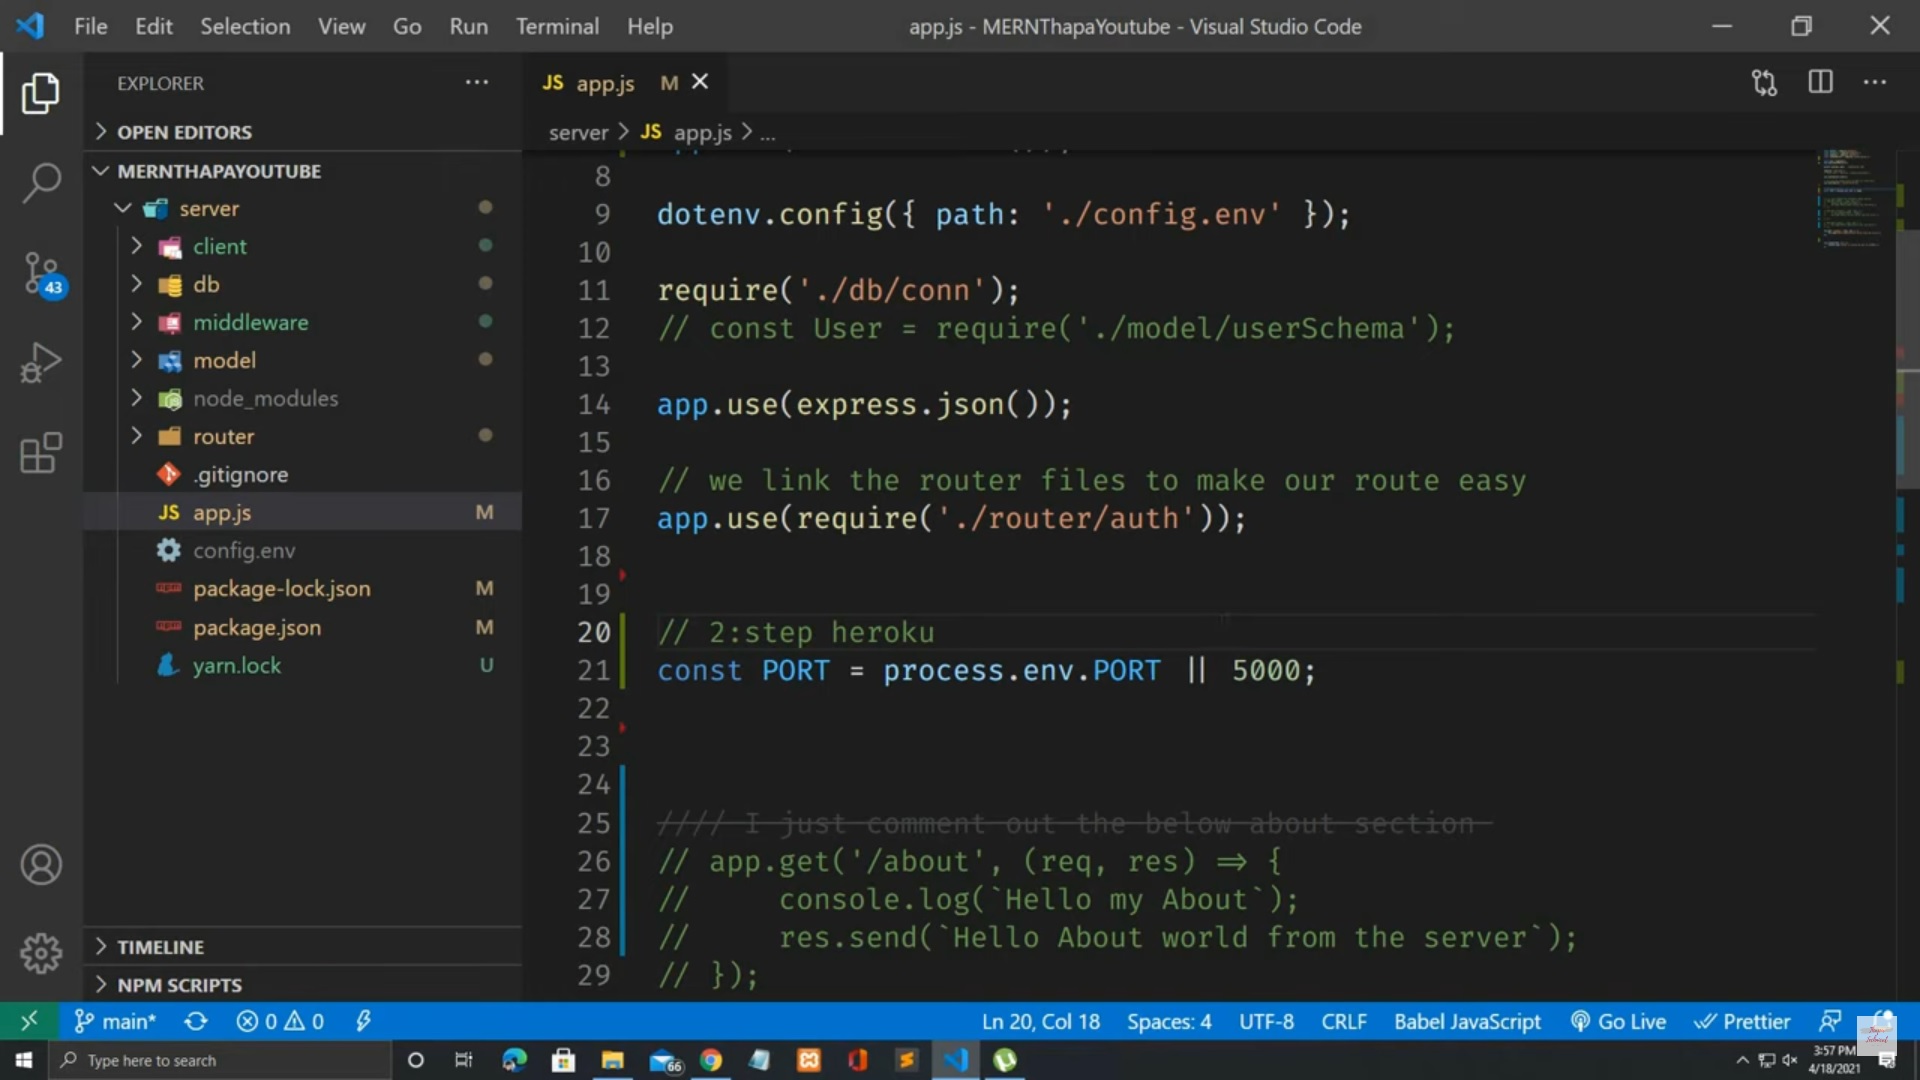 File Edit Selection View Go Run Terminal Help
app.js - MERNThapaYoutube - Visual Studio Code
EXPLORER
OPEN EDITORS
MERNTHAPAYOUTUBE
server
client
db
middleware
model
node_modules
router
.gitignore
JS app.js M
config.env
package-lock.json M
package.json M
yarn.lock U
TIMELINE
NPM SCRIPTS
43
JS app.js M
server > JS app.js > ...
8
9 dotenv.config({ path: './config.env' });
10
11 require('./db/conn');
12 // const User = require('./model/userSchema');
13
14 app.use(express.json());
15
16 // we link the router files to make our route easy
17 app.use(require('./router/auth'));
18
19
20 // 2:step heroku
21 const PORT = process.env.PORT || 5000;
22
23
24
25 //// I just comment out the below about section
26 // app.get('/about', (req, res) => {
27 //     console.log(`Hello my About`);
28 //     res.send(`Hello About world from the server`);
29 // });
main* 0 0 Ln 20, Col 18 Spaces: 4 UTF-8 CRLF Babel JavaScript Go Live Prettier
Type here to search
66
3:57 PM
4/18/2021